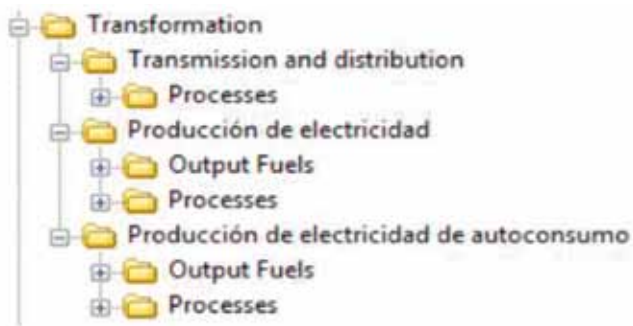 Transformation
Transmission and distribution
Processes
Producción de electricidad
Output Fuels
Processes
Producción de electricidad de autoconsumo
Output Fuels
Processes